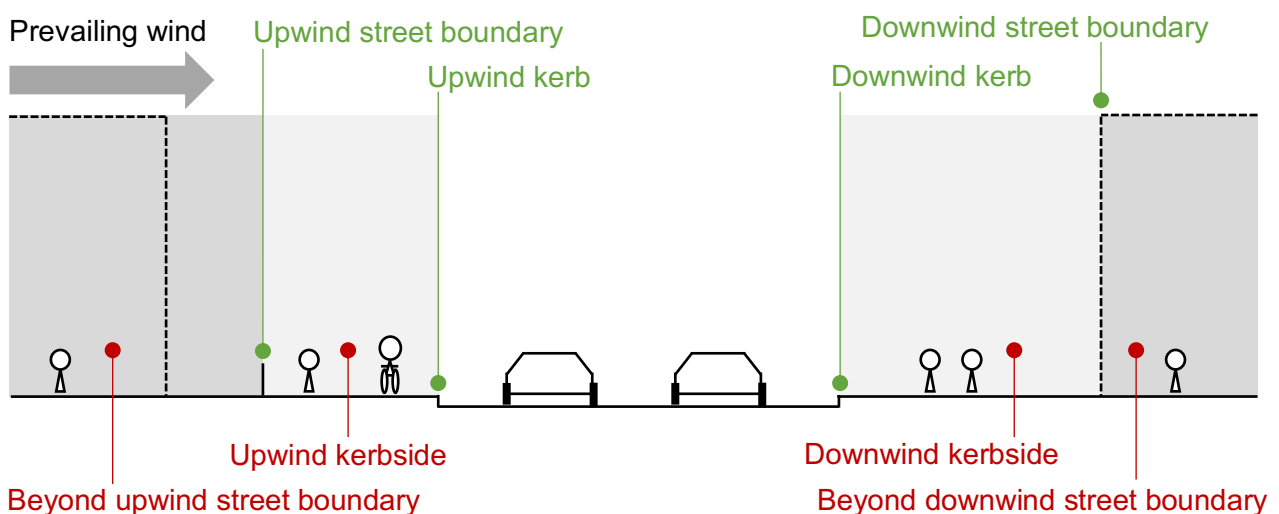 Prevailing wind
Upwind street boundary
Downwind street boundary
Upwind kerb
Downwind kerb
Upwind kerbside
Downwind kerbside
Beyond upwind street boundary
Beyond downwind street boundary